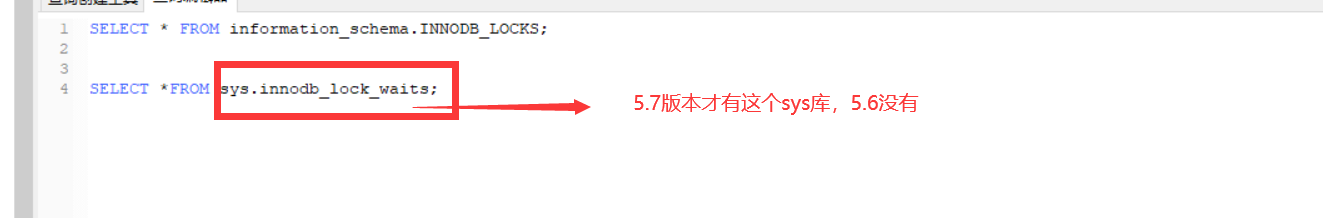 1 SELECT * FROM information_schema.INNODB_LOCKS;
2
3
4 SELECT *FROM sys.innodb_lock_waits;
5.7版本才有这个sys库，5.6没有